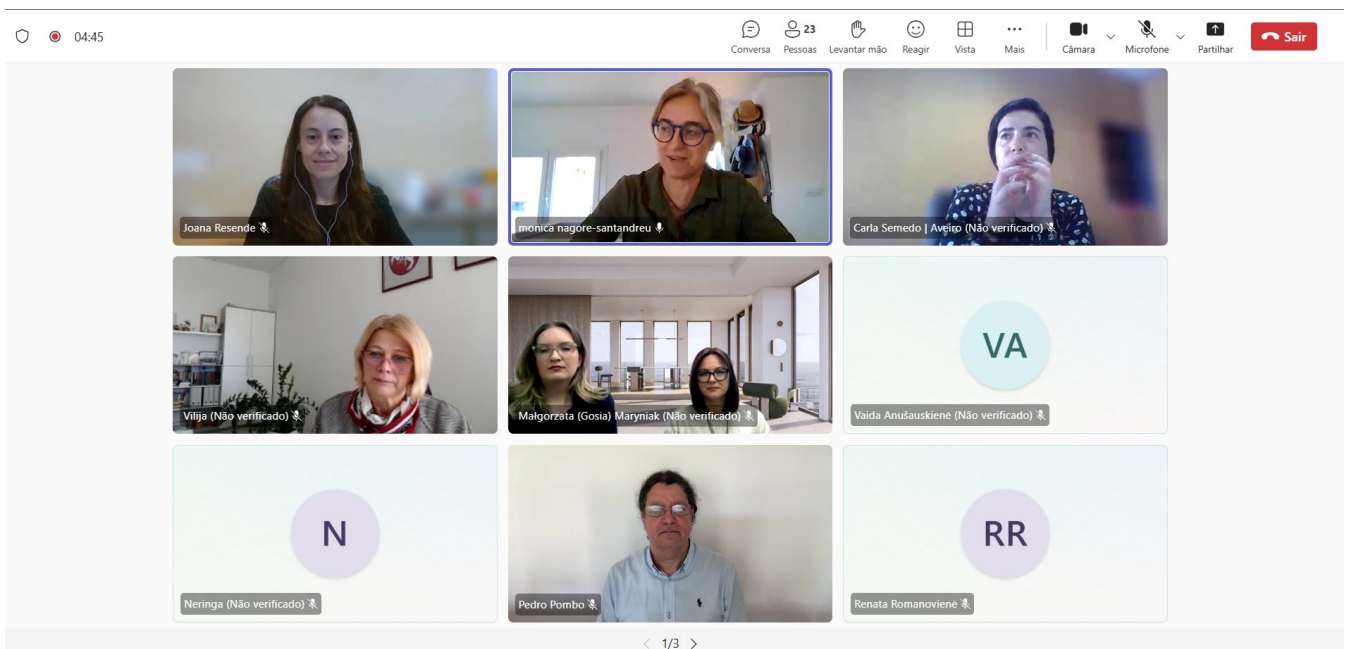 04:45
23
Conversa Pessoas Levantar mão Reagir Vista Mais Câmara Microfone Partilhar Sair
Joana Resende
monica nagore-santandreu
Carla Semedo | Aveiro (Não verificado)
Vilija (Não verificado)
Małgorzata (Gosia) Maryniak (Não verificado)
VA
Vaida Anušauskienė (Não verificado)
N
Neringa (Não verificado)
Pedro Pombo
RR
Renata Romanovienė
1/3